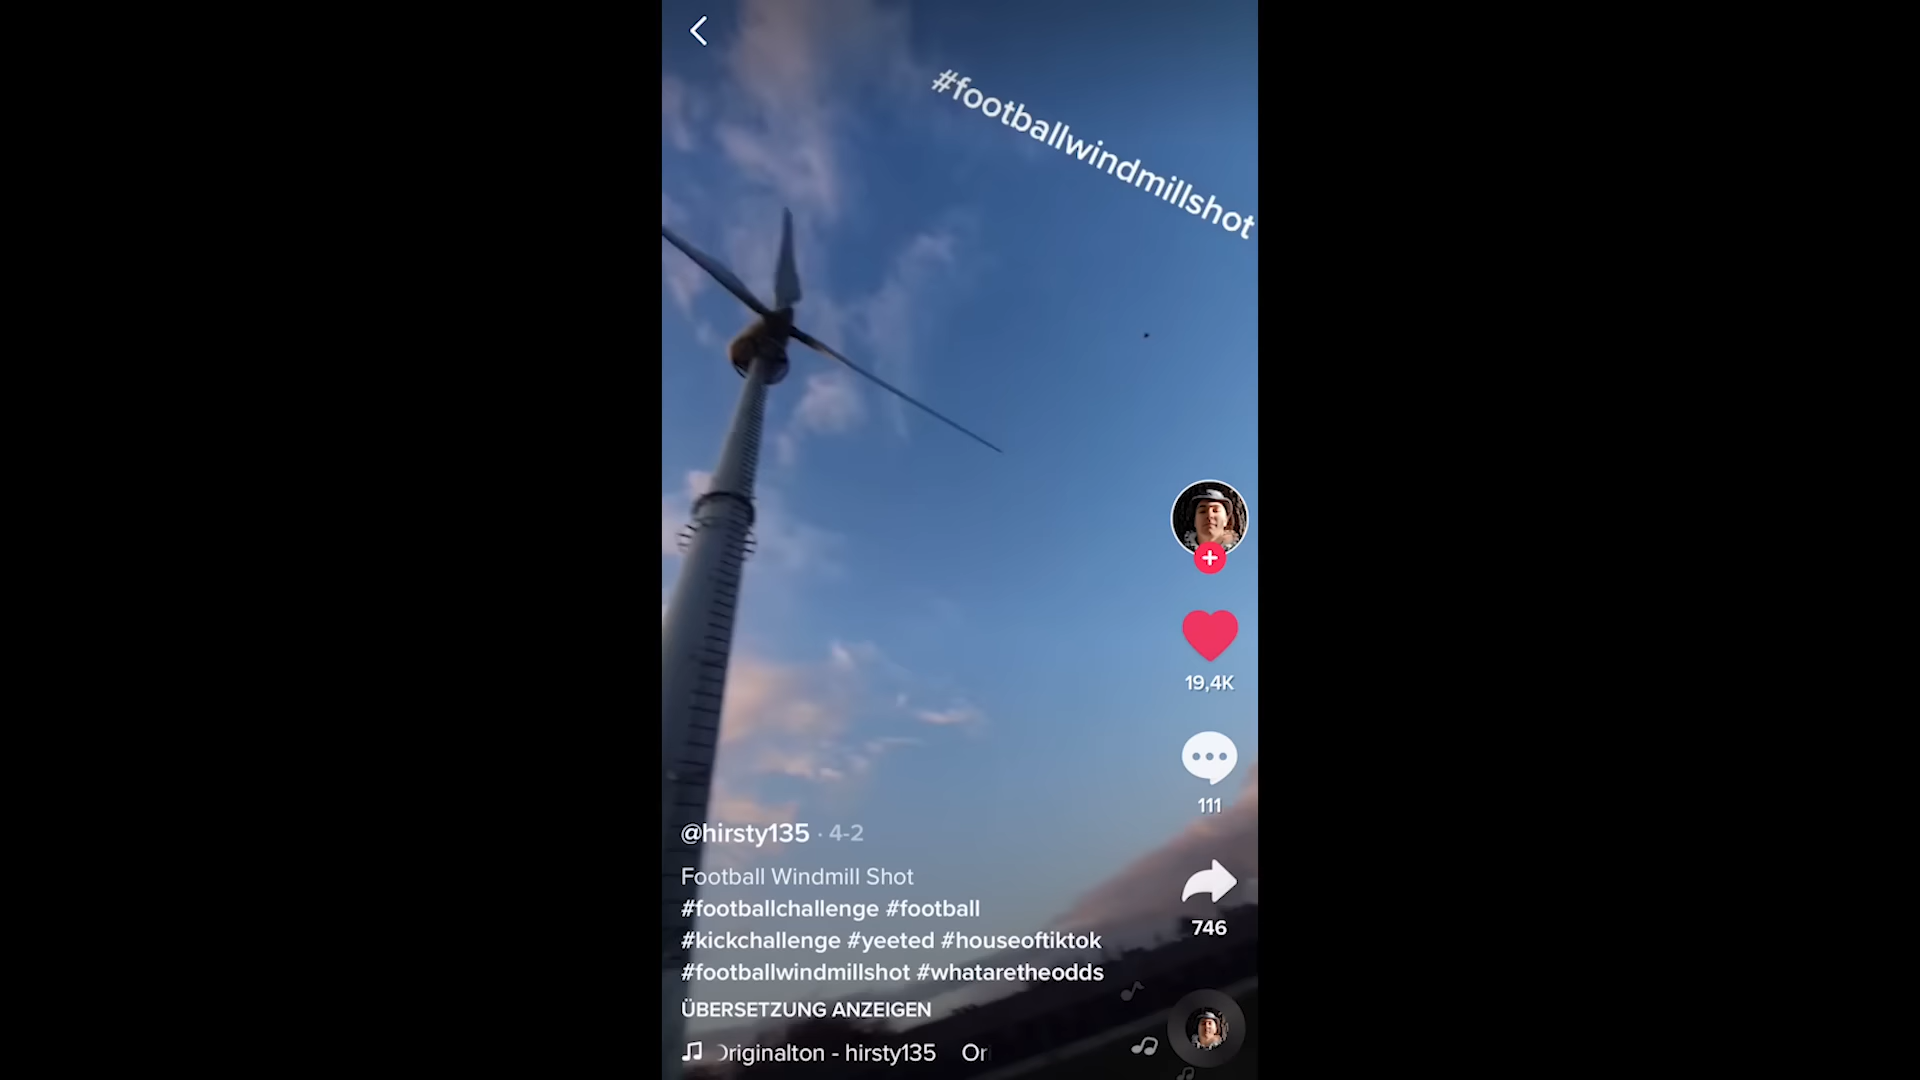 #footballwindmillshot
19,4K
111
@hirsty135 · 4-2
Football Windmill Shot
#footballchallenge #football
#kickchallenge #yeeted #houseoftiktok
746
#footballwindmillshot #whataretheodds
ÜBERSETZUNG ANZEIGEN
riginalton - hirsty135 Or